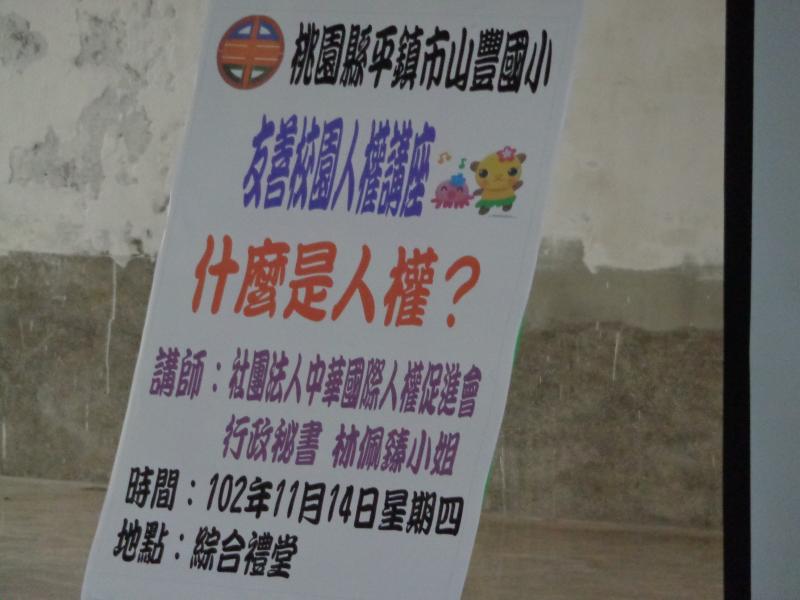 桃園縣平鎮市山豐國小
友善校園人權講座
什麼是人權？
講師：社團法人中華國際人權促進會
行政秘書 林佩臻小姐
時間：102年11月14日星期四
地點：綜合禮堂